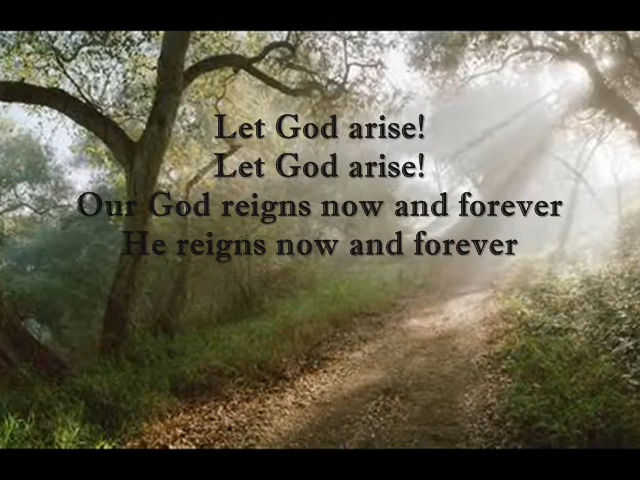 Let God arise!
Let God arise!
Our God reigns now and forever
He reigns now and forever